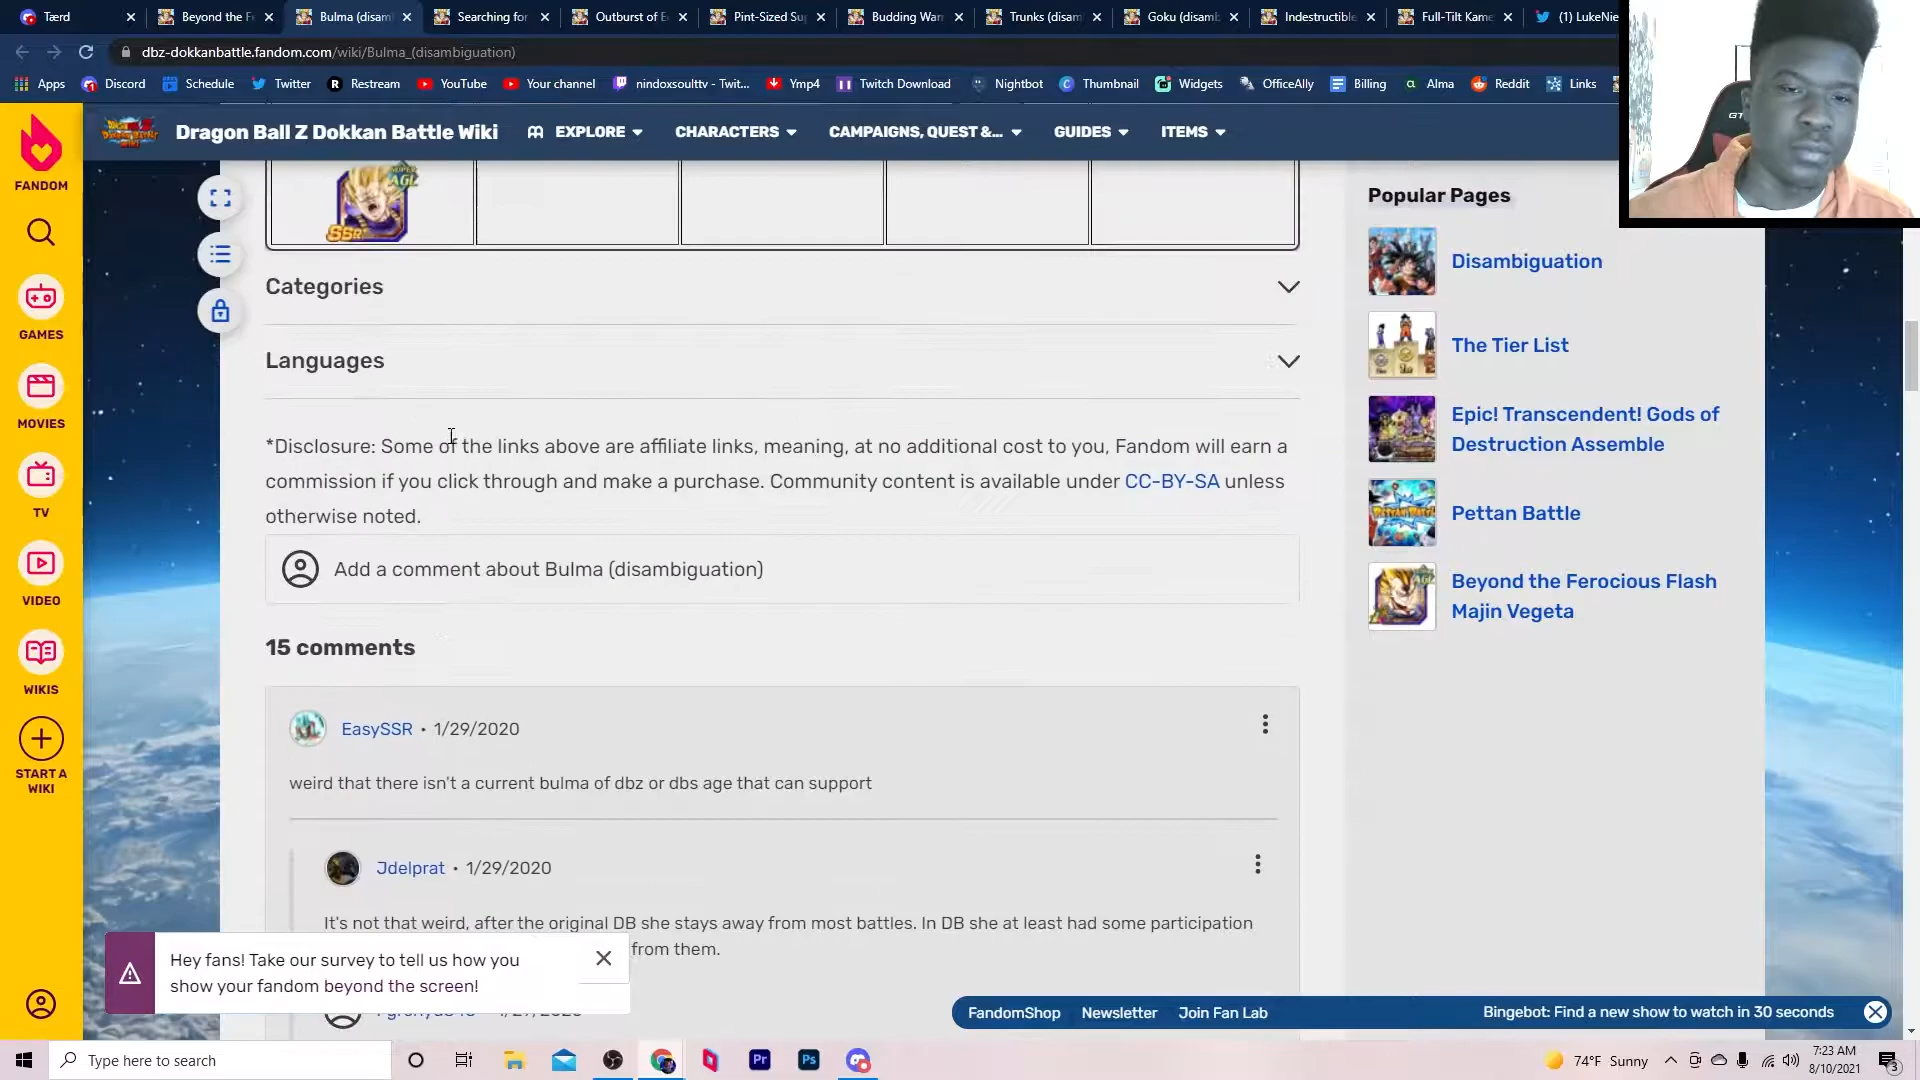 Tærd
Beyond the Fe
Bulma (disam
Searching for
Outburst of E
Pint-Sized Su
Budding War
Trunks (disam
Goku (disamb
Indestructible
Full-Tilt Kame
(1) LukeNie
dbz-dokkanbattle.fandom.com/wiki/Bulma_(disambiguation)
Apps
Discord
Schedule
Twitter
Restream
YouTube
Your channel
nindoxsoulttv - Twit...
Ymp4
Twitch Download
Nightbot
Thumbnail
Widgets
OfficeAlly
Billing
Alma
Reddit
Links
FANDOM
GAMES
MOVIES
TV
VIDEO
WIKIS
START A
WIKI
Dragon Ball Z Dokkan Battle Wiki
EXPLORE
CHARACTERS
CAMPAIGNS, QUEST &...
GUIDES
ITEMS
SUPER
AGL
SSR
Categories
Languages
*Disclosure: Some of the links above are affiliate links, meaning, at no additional cost to you, Fandom will earn a
commission if you click through and make a purchase. Community content is available under CC-BY-SA unless
otherwise noted.
Add a comment about Bulma (disambiguation)
15 comments
EasySSR • 1/29/2020
weird that there isn't a current bulma of dbz or dbs age that can support
Jdelprat • 1/29/2020
It's not that weird, after the original DB she stays away from most battles. In DB she at least had some participation
from them.
Popular Pages
Disambiguation
The Tier List
Epic! Transcendent! Gods of
Destruction Assemble
Pettan Battle
Beyond the Ferocious Flash
Majin Vegeta
GT
Hey fans! Take our survey to tell us how you
show your fandom beyond the screen!
FandomShop
Newsletter
Join Fan Lab
Bingebot: Find a new show to watch in 30 seconds
Type here to search
74°F Sunny
7:23 AM
8/10/2021
3